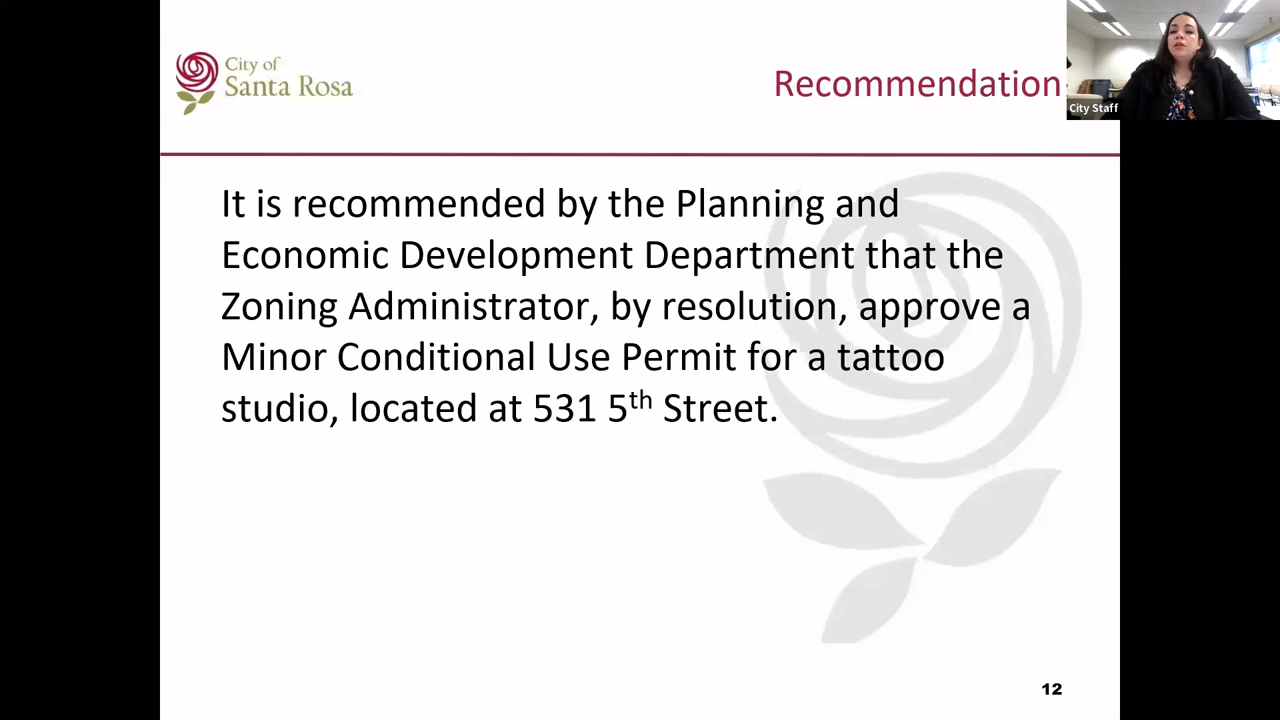 City of
Santa Rosa
Recommendation
City Staff
It is recommended by the Planning and
Economic Development Department that the
Zoning Administrator, by resolution, approve a
Minor Conditional Use Permit for a tattoo
studio, located at 531 5th Street.
12